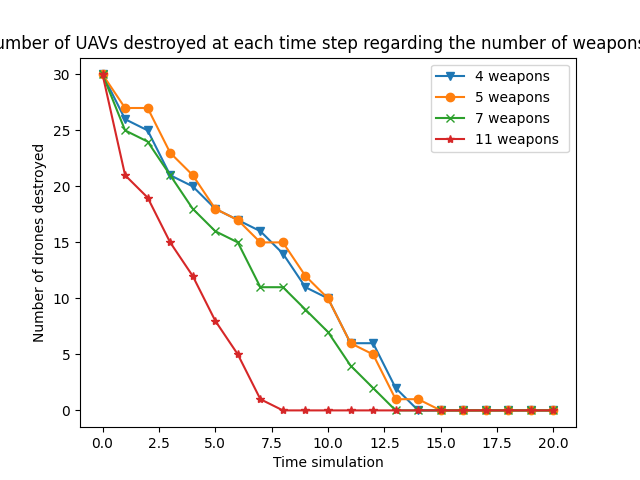 umber of UAVs destroyed at each time step regarding the number of weapons
4 weapons
5 weapons
7 weapons
11 weapons
Number of drones destroyed
30
25
20
15
10
5
0
0.0 2.5 5.0 7.5 10.0 12.5 15.0 17.5 20.0
Time simulation